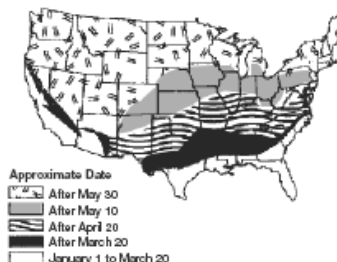 Approximate Date
After May 30
After May 10
After April 20
After March 20
January 1 to March 20